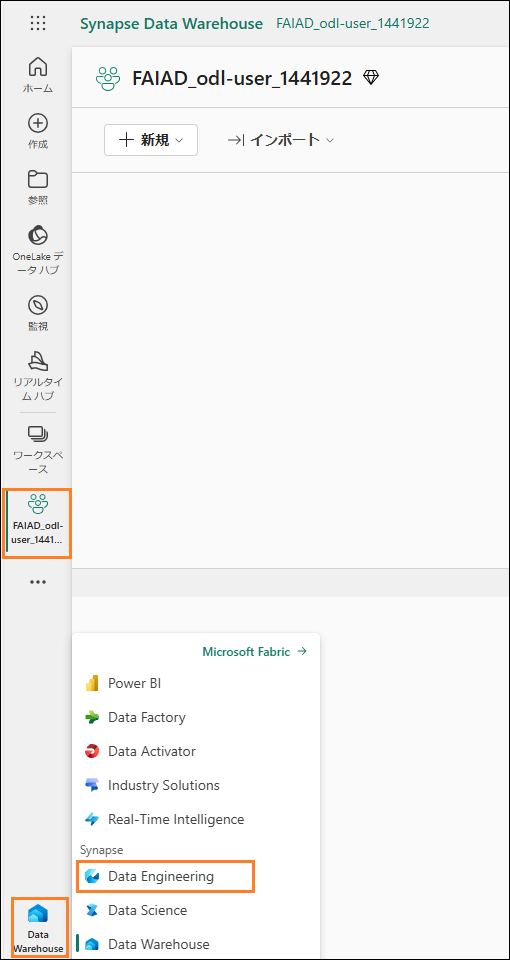 Synapse Data Warehouse FAIAD_odl-user_1441922
ホーム
作成
参照
OneLake デ
ータ ハブ
監視
リアルタイ
ム ハブ
ワークスペ
ース
FAIAD_odl-
user_1441...
FAIAD_odl-user_1441922
新規
インポート
Microsoft Fabric
Power BI
Data Factory
Data Activator
Industry Solutions
Real-Time Intelligence
Synapse
Data Engineering
Data Science
Data Warehouse
Data
Warehouse